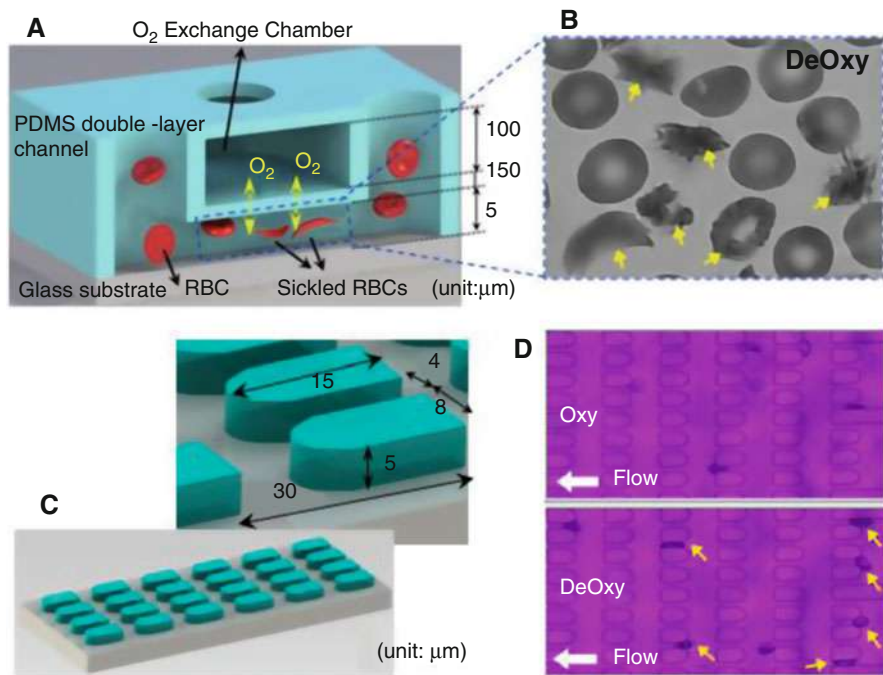 A
O2 Exchange Chamber
PDMS double -layer
channel
O2
O2
100
150
5
Glass substrate
RBC
Sickled RBCs
(unit:μm)
B
DeOxy
C
15
4
8
5
30
(unit: μm)
D
Oxy
Flow
DeOxy
Flow